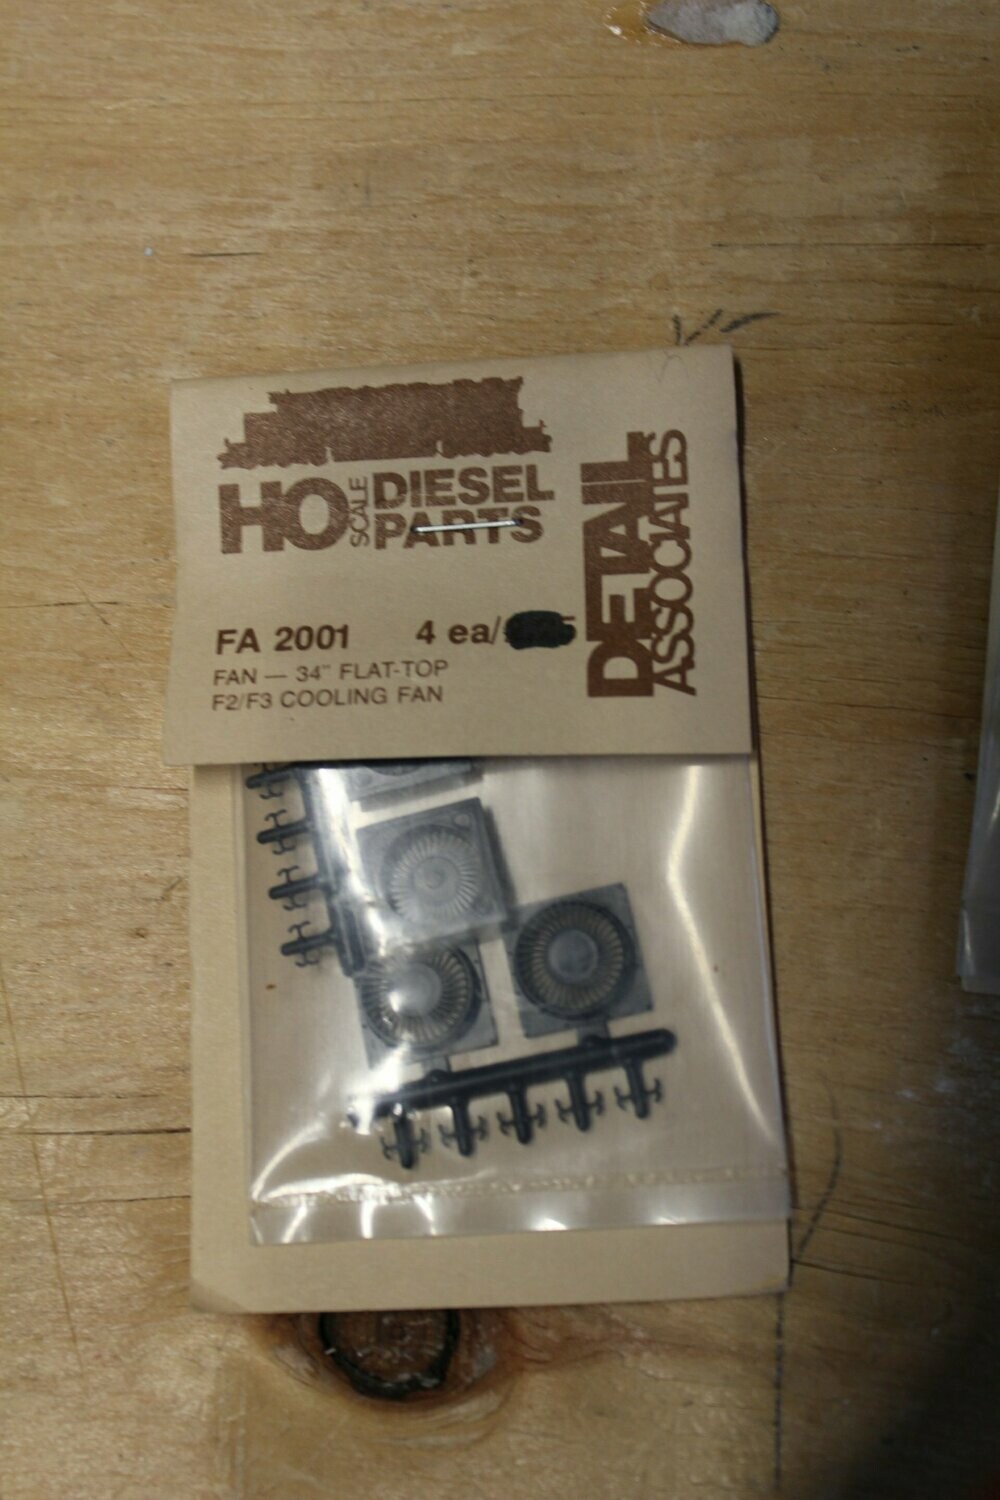 HO SCALE DIESEL
PARTS
DETAIL
ASSOCIATES
FA 2001 4 ea/
FAN — 34" FLAT-TOP
F2/F3 COOLING FAN